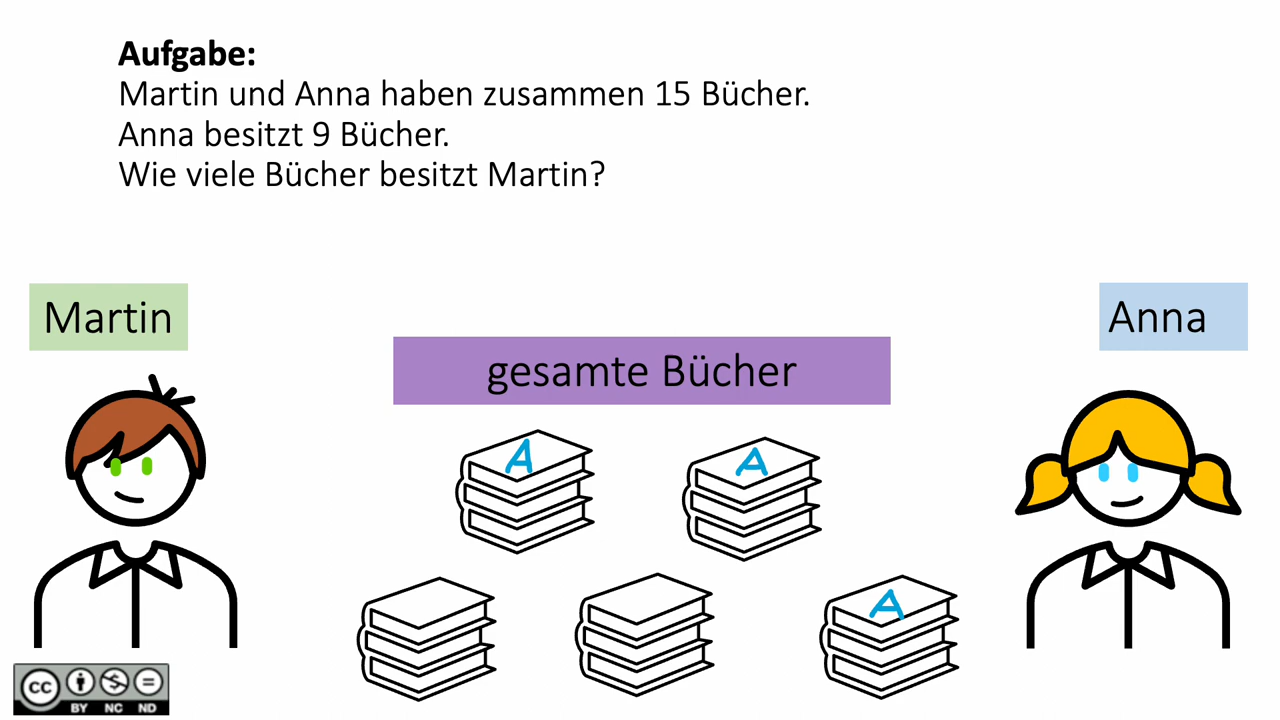 Aufgabe:
Martin und Anna haben zusammen 15 Bücher.
Anna besitzt 9 Bücher.
Wie viele Bücher besitzt Martin?
Martin
Anna
gesamte Bücher
A
A
A
cc
BY NC ND